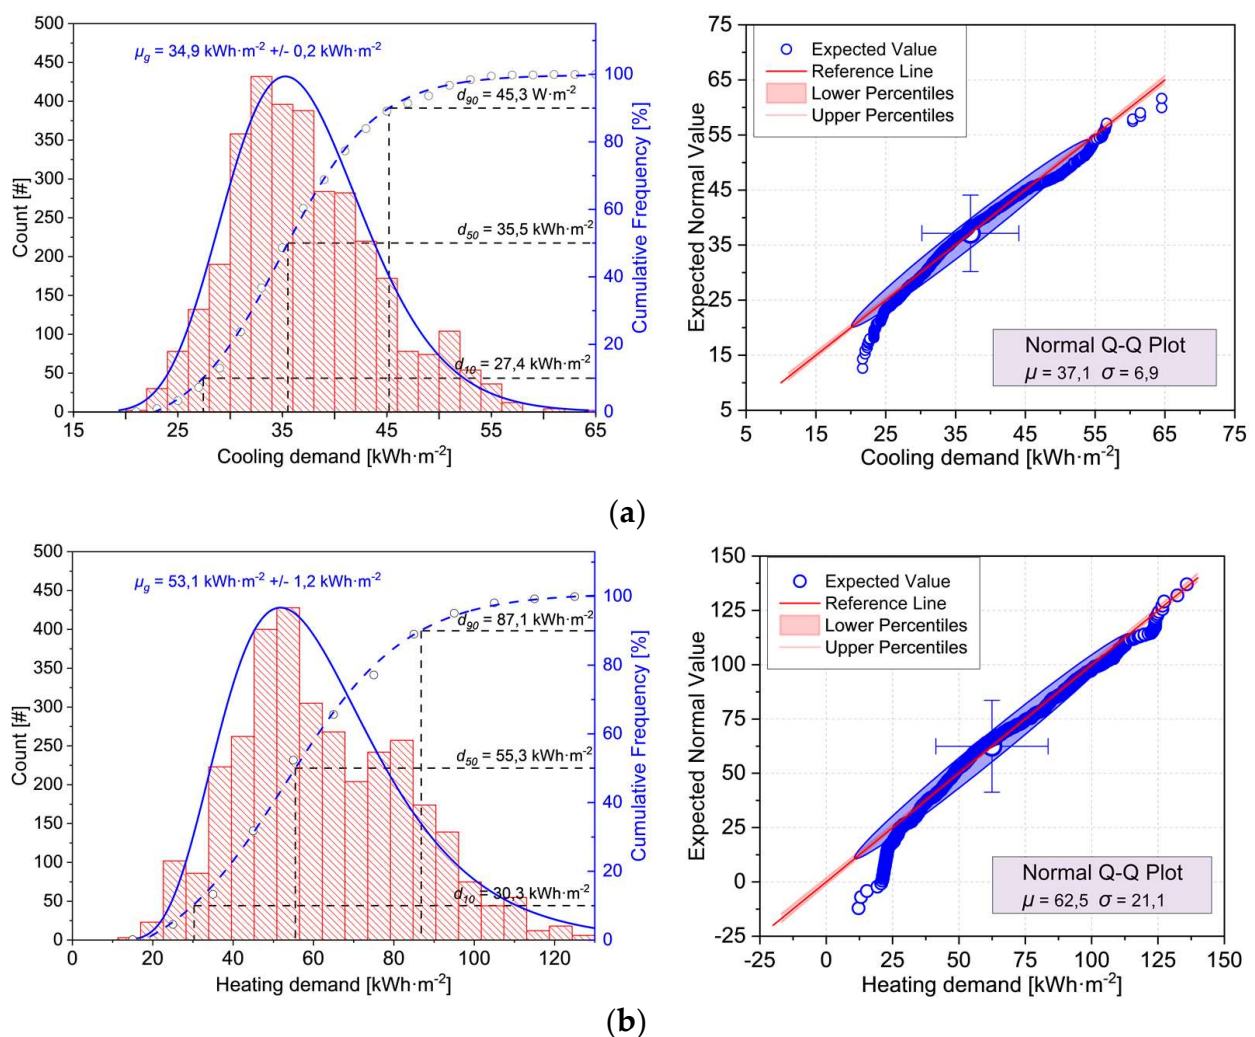 μg = 34,9 kWh·m-2 +/- 0,2 kWh·m-2
d90 = 45,3 W·m-2
d50 = 35,5 kWh·m-2
d10 = 27,4 kWh·m-2
500
450
400
350
300
250
200
150
100
50
0
Count [#]
100
80
60
40
20
0
Cumulative Frequency [%]
15 25 35 45 55 65
Cooling demand [kWh·m-2]
Expected Value
Reference Line
Lower Percentiles
Upper Percentiles
75
65
55
45
35
25
15
5
Expected Normal Value
Normal Q-Q Plot
μ = 37,1 σ = 6,9
5 15 25 35 45 55 65 75
Cooling demand [kWh·m-2]
(a)
μg = 53,1 kWh·m-2 +/- 1,2 kWh·m-2
d90 = 87,1 kWh·m-2
d50 = 55,3 kWh·m-2
d10 = 30,3 kWh·m-2
500
450
400
350
300
250
200
150
100
50
0
Count [#]
100
80
60
40
20
0
Cumulative Frequency [%]
0 20 40 60 80 100 120
Heating demand [kWh·m-2]
Expected Value
Reference Line
Lower Percentiles
Upper Percentiles
150
125
100
75
50
25
0
-25
Expected Normal Value
Normal Q-Q Plot
μ = 62,5 σ = 21,1
-25 0 25 50 75 100 125 150
Heating demand [kWh·m-2]
(b)